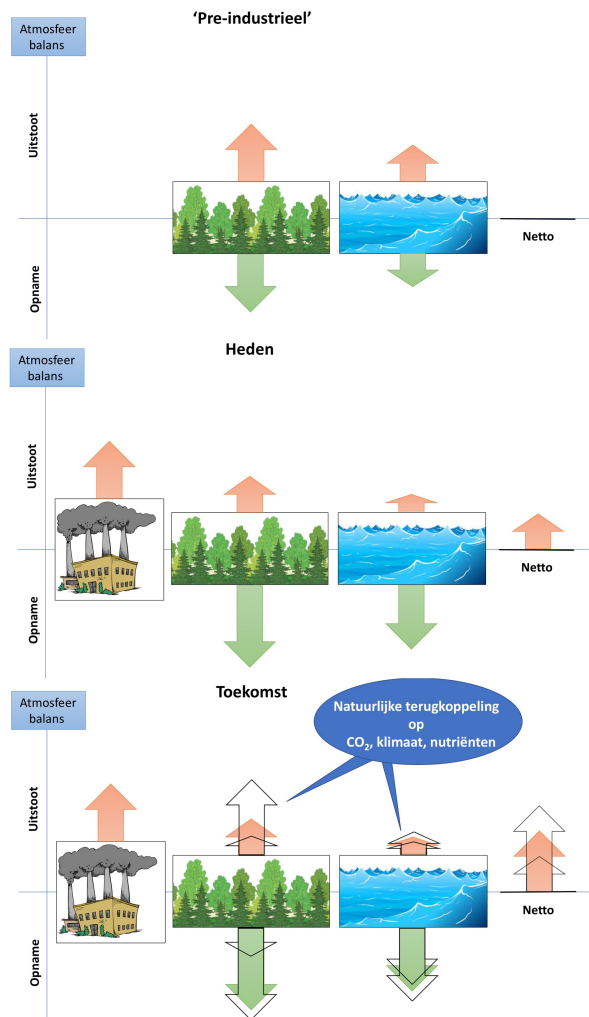 'Pre-industrieel'
Atmosfeer
balans
Uitstoot
Opname
Netto
Heden
Atmosfeer
balans
Uitstoot
Opname
Netto
Toekomst
Atmosfeer
balans
Natuurlijke terugkoppeling
op
CO₂, klimaat, nutriënten
Uitstoot
Opname
Netto